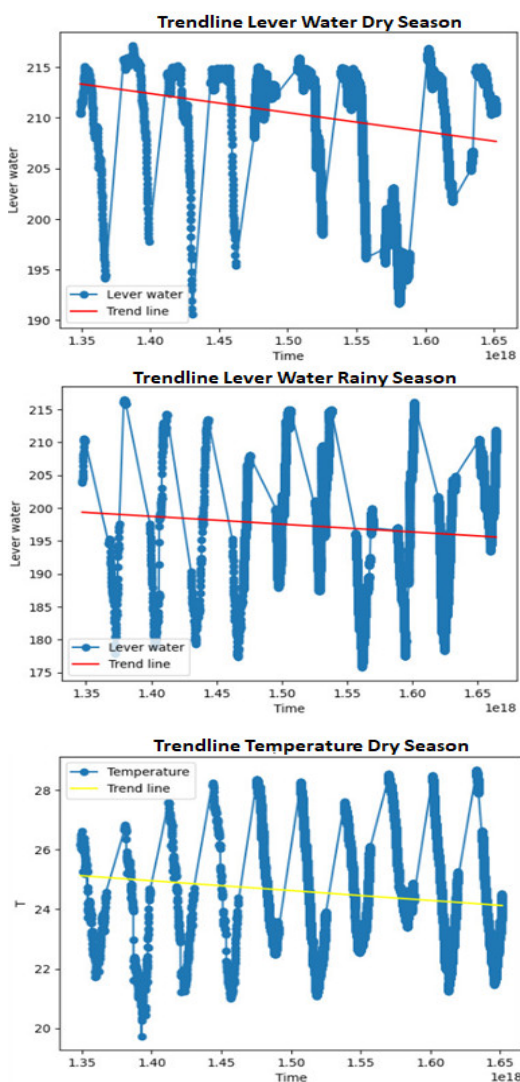 Trendline Lever Water Dry Season
215
210
205
200
195
190
Lever water
Lever water
Trend line
1.35 1.40 1.45 1.50 1.55 1.60 1.65
Time
1e18
Trendline Lever Water Rainy Season
215
210
205
200
195
190
185
180
175
Lever water
Lever water
Trend line
1.35 1.40 1.45 1.50 1.55 1.60 1.65
Time
1e18
Trendline Temperature Dry Season
Temperature
Trend line
28
26
24
22
20
T
1.35 1.40 1.45 1.50 1.55 1.60 1.65
Time
1e18